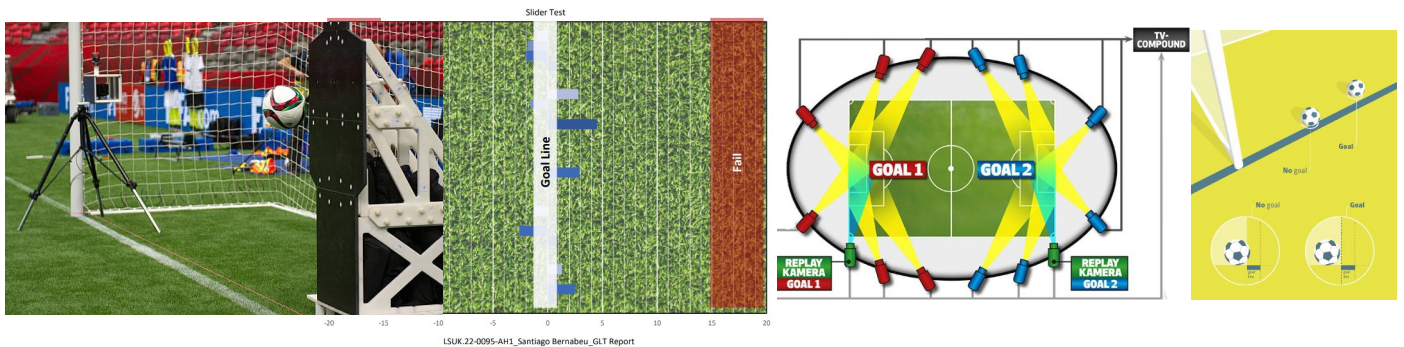 Slider Test
Goal Line
Fail
-20
-15
-10
-5
0
5
10
15
20
LSUK.22-0095-AH1_Santiago Bernabeu_GLT Report
TV-
COMPOUND
GOAL 1
GOAL 2
REPLAY
KAMERA
GOAL 1
REPLAY
KAMERA
GOAL 2
Goal
No goal
No goal
Goal